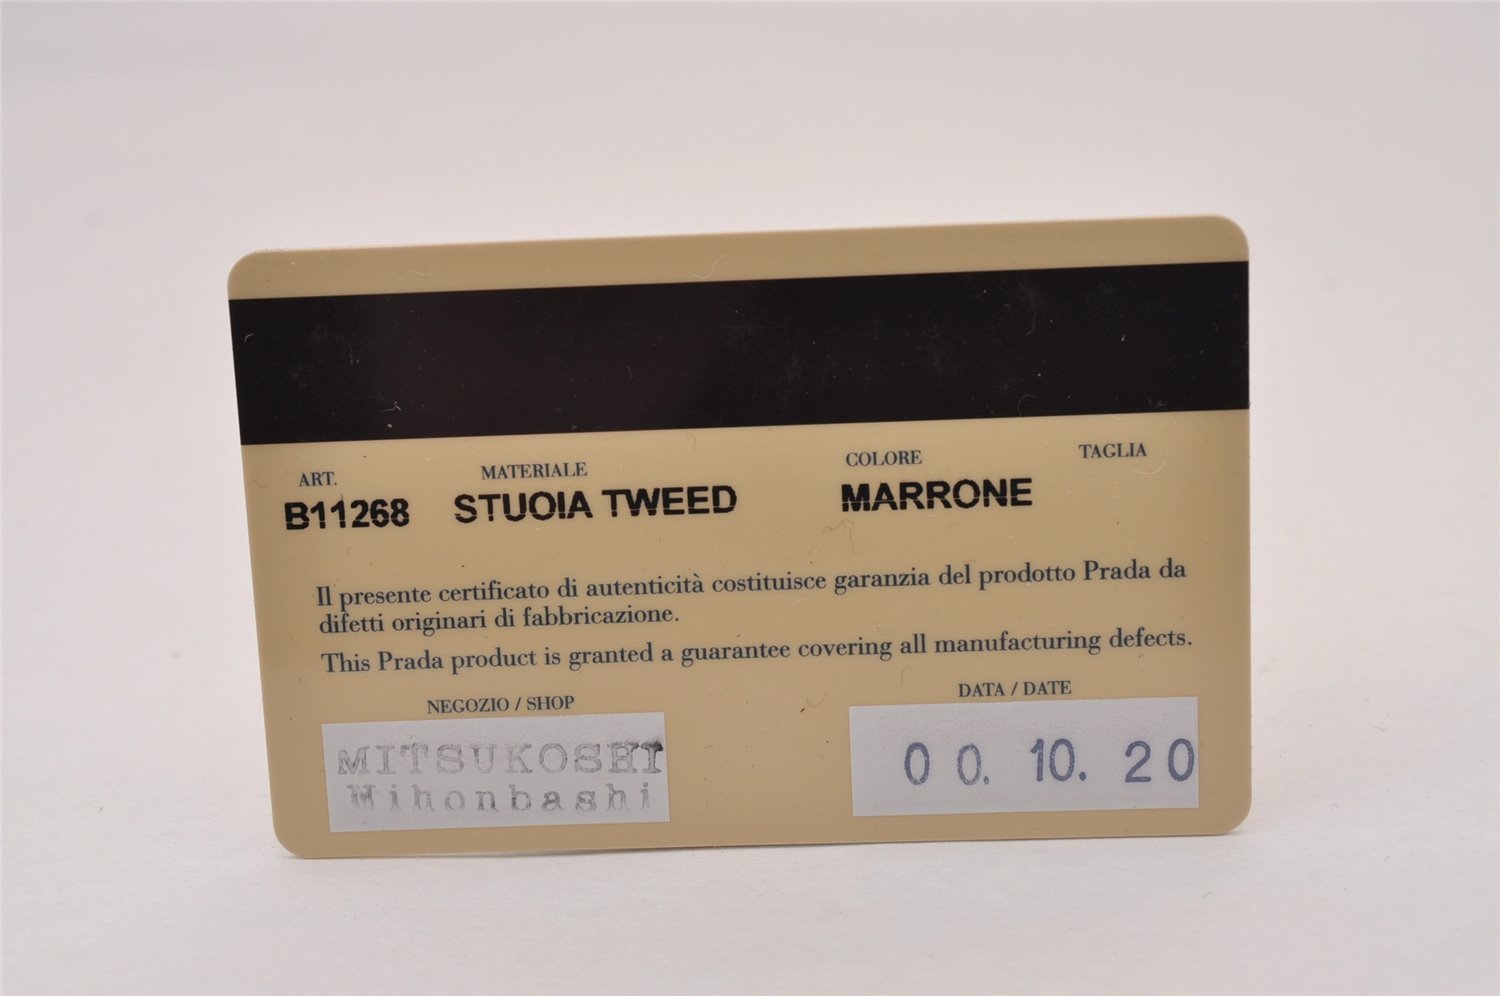 ART. MATERIALE COLORE TAGLIA
B11268 STUOIA TWEED MARRONE
Il presente certificato di autenticità costituisce garanzia del prodotto Prada da
difetti originari di fabbricazione.
This Prada product is granted a guarantee covering all manufacturing defects.
NEGOZIO / SHOP DATA / DATE
MITSUKOSHI 00. 10. 20
Nihonbashi